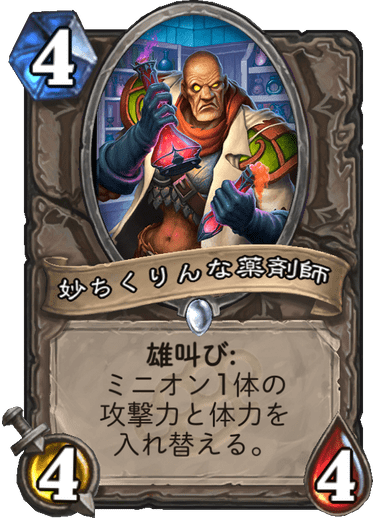 4
妙ちくりんな薬剤師
雄叫び:
ミニオン1体の
攻撃力と体力を
入れ替える。
4
4